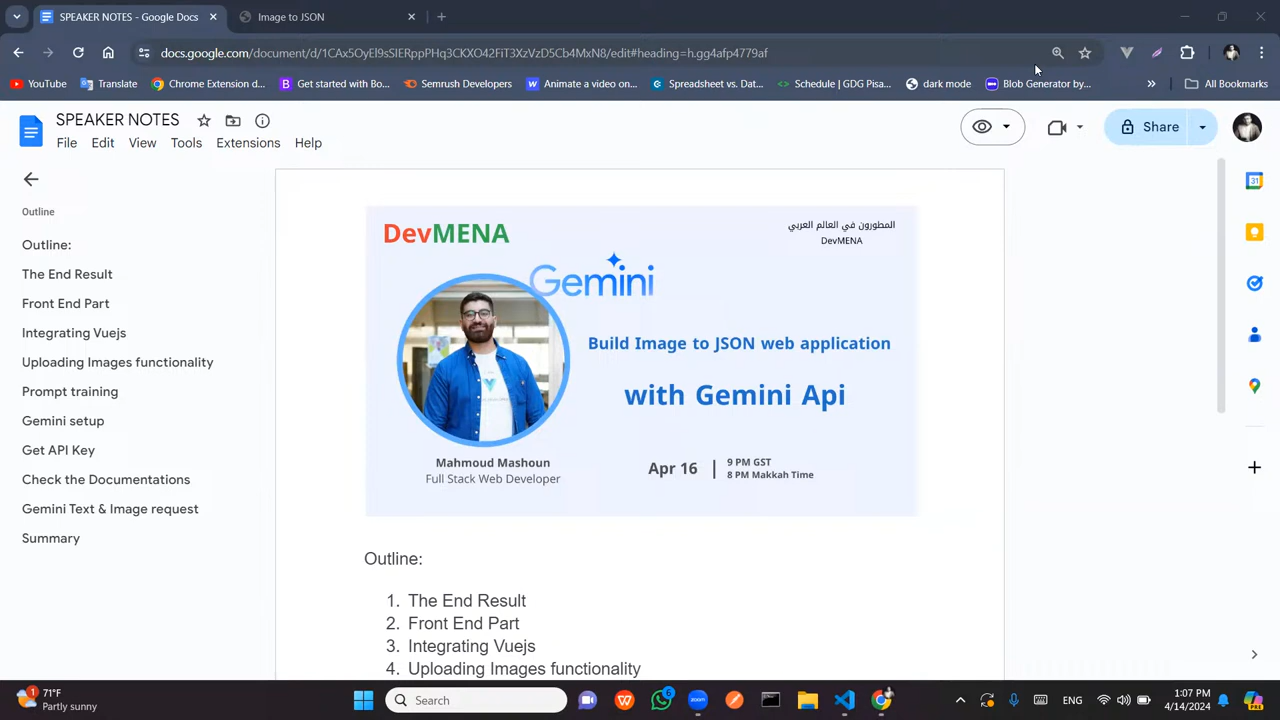 SPEAKER NOTES - Google Docs
Image to JSON
docs.google.com/document/d/1CAx5OyEl9sSIERppPHq3CKXO42FiT3XzVzD5Cb4MxN8/edit#heading=h.gg4afp4779af
YouTube
Translate
Chrome Extension d...
Get started with Bo...
Semrush Developers
Animate a video on...
Spreadsheet vs. Dat...
Schedule | GDG Pisa...
dark mode
Blob Generator by...
All Bookmarks
SPEAKER NOTES
File Edit View Tools Extensions Help
Share
31
Outline
Outline:
The End Result
Front End Part
Integrating Vuejs
Uploading Images functionality
Prompt training
Gemini setup
Get API Key
Check the Documentations
Gemini Text & Image request
Summary
DevMENA
المطورون في العالم العربي
DevMENA
Gemini
Build Image to JSON web application
with Gemini Api
Mahmoud Mashoun
Full Stack Web Developer
Apr 16 |
9 PM GST
8 PM Makkah Time
Outline:
1. The End Result
2. Front End Part
3. Integrating Vuejs
4. Uploading Images functionality
1
71°F
Partly sunny
Search
6
zoom
ENG
1:07 PM
4/14/2024